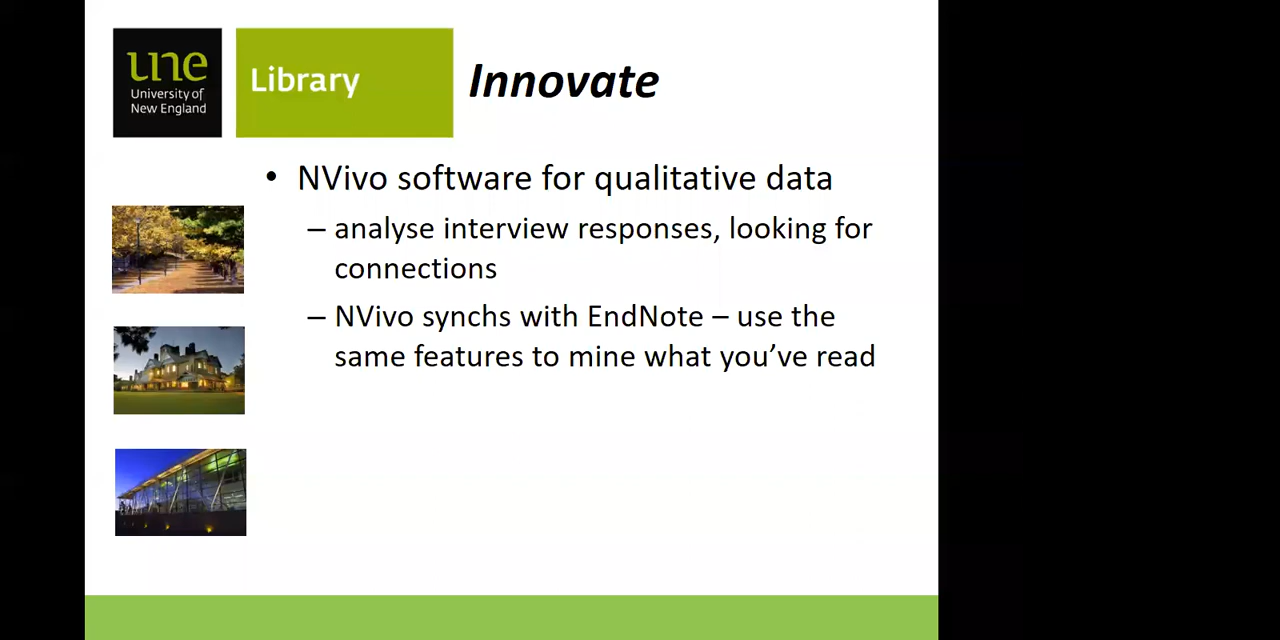 une
University of
New England
Library
Innovate
• NVivo software for qualitative data
– analyse interview responses, looking for
connections
– NVivo synchs with EndNote – use the
same features to mine what you’ve read